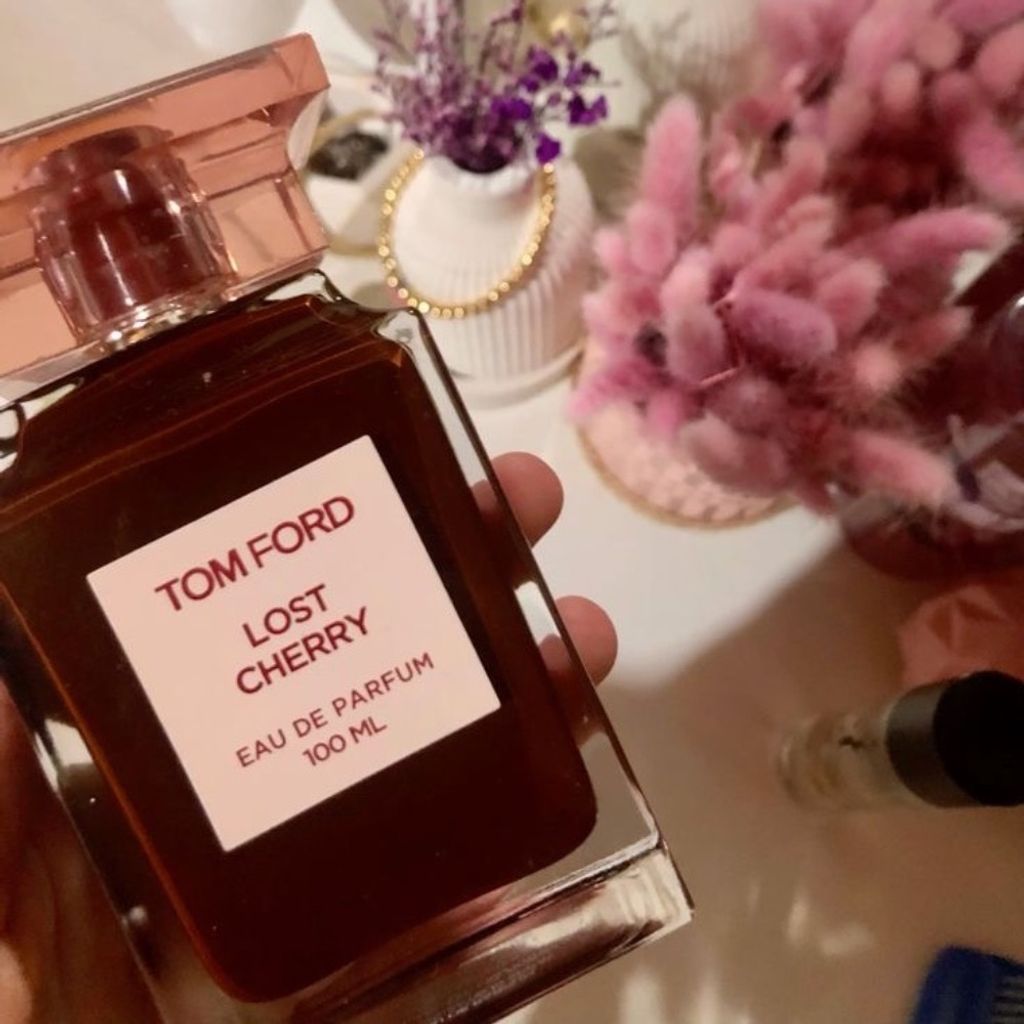 TOM FORD
LOST
CHERRY
EAU DE PARFUM
100 ML